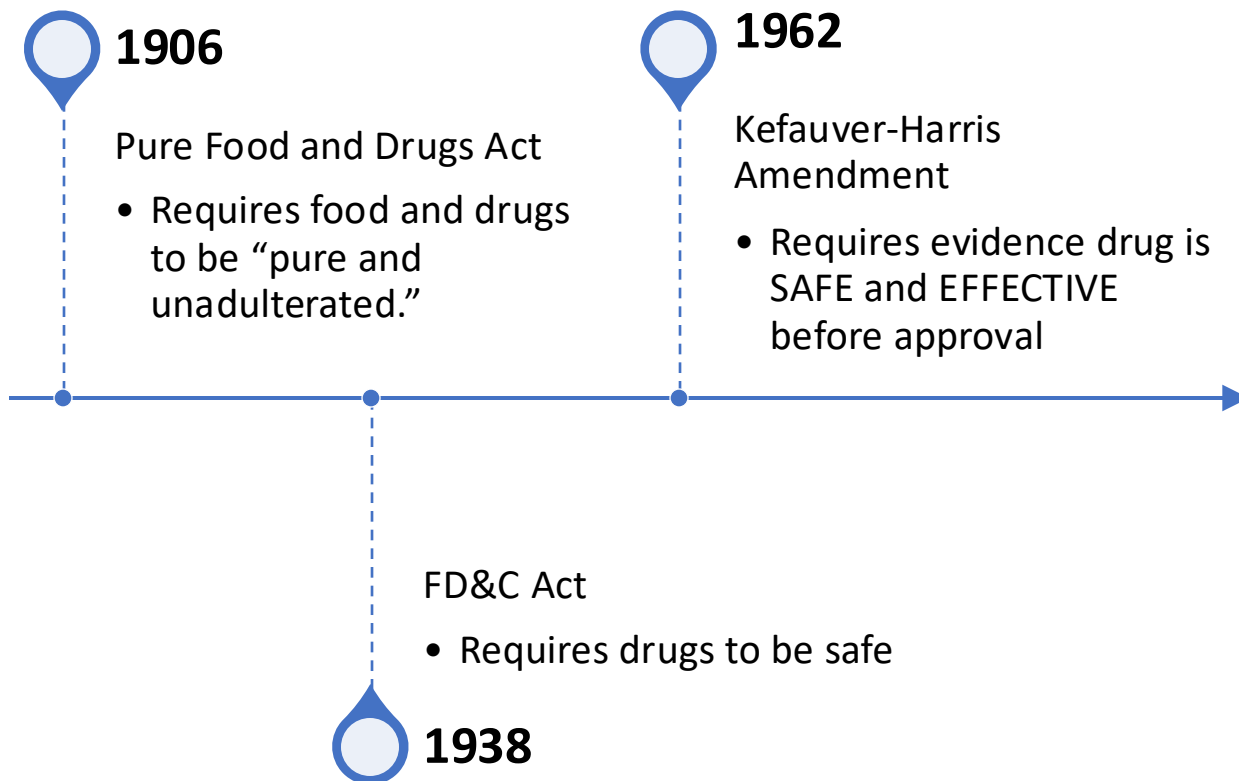 1906
Pure Food and Drugs Act
• Requires food and drugs
to be “pure and
unadulterated.”
1962
Kefauver-Harris
Amendment
• Requires evidence drug is
SAFE and EFFECTIVE
before approval
FD&C Act
• Requires drugs to be safe
1938